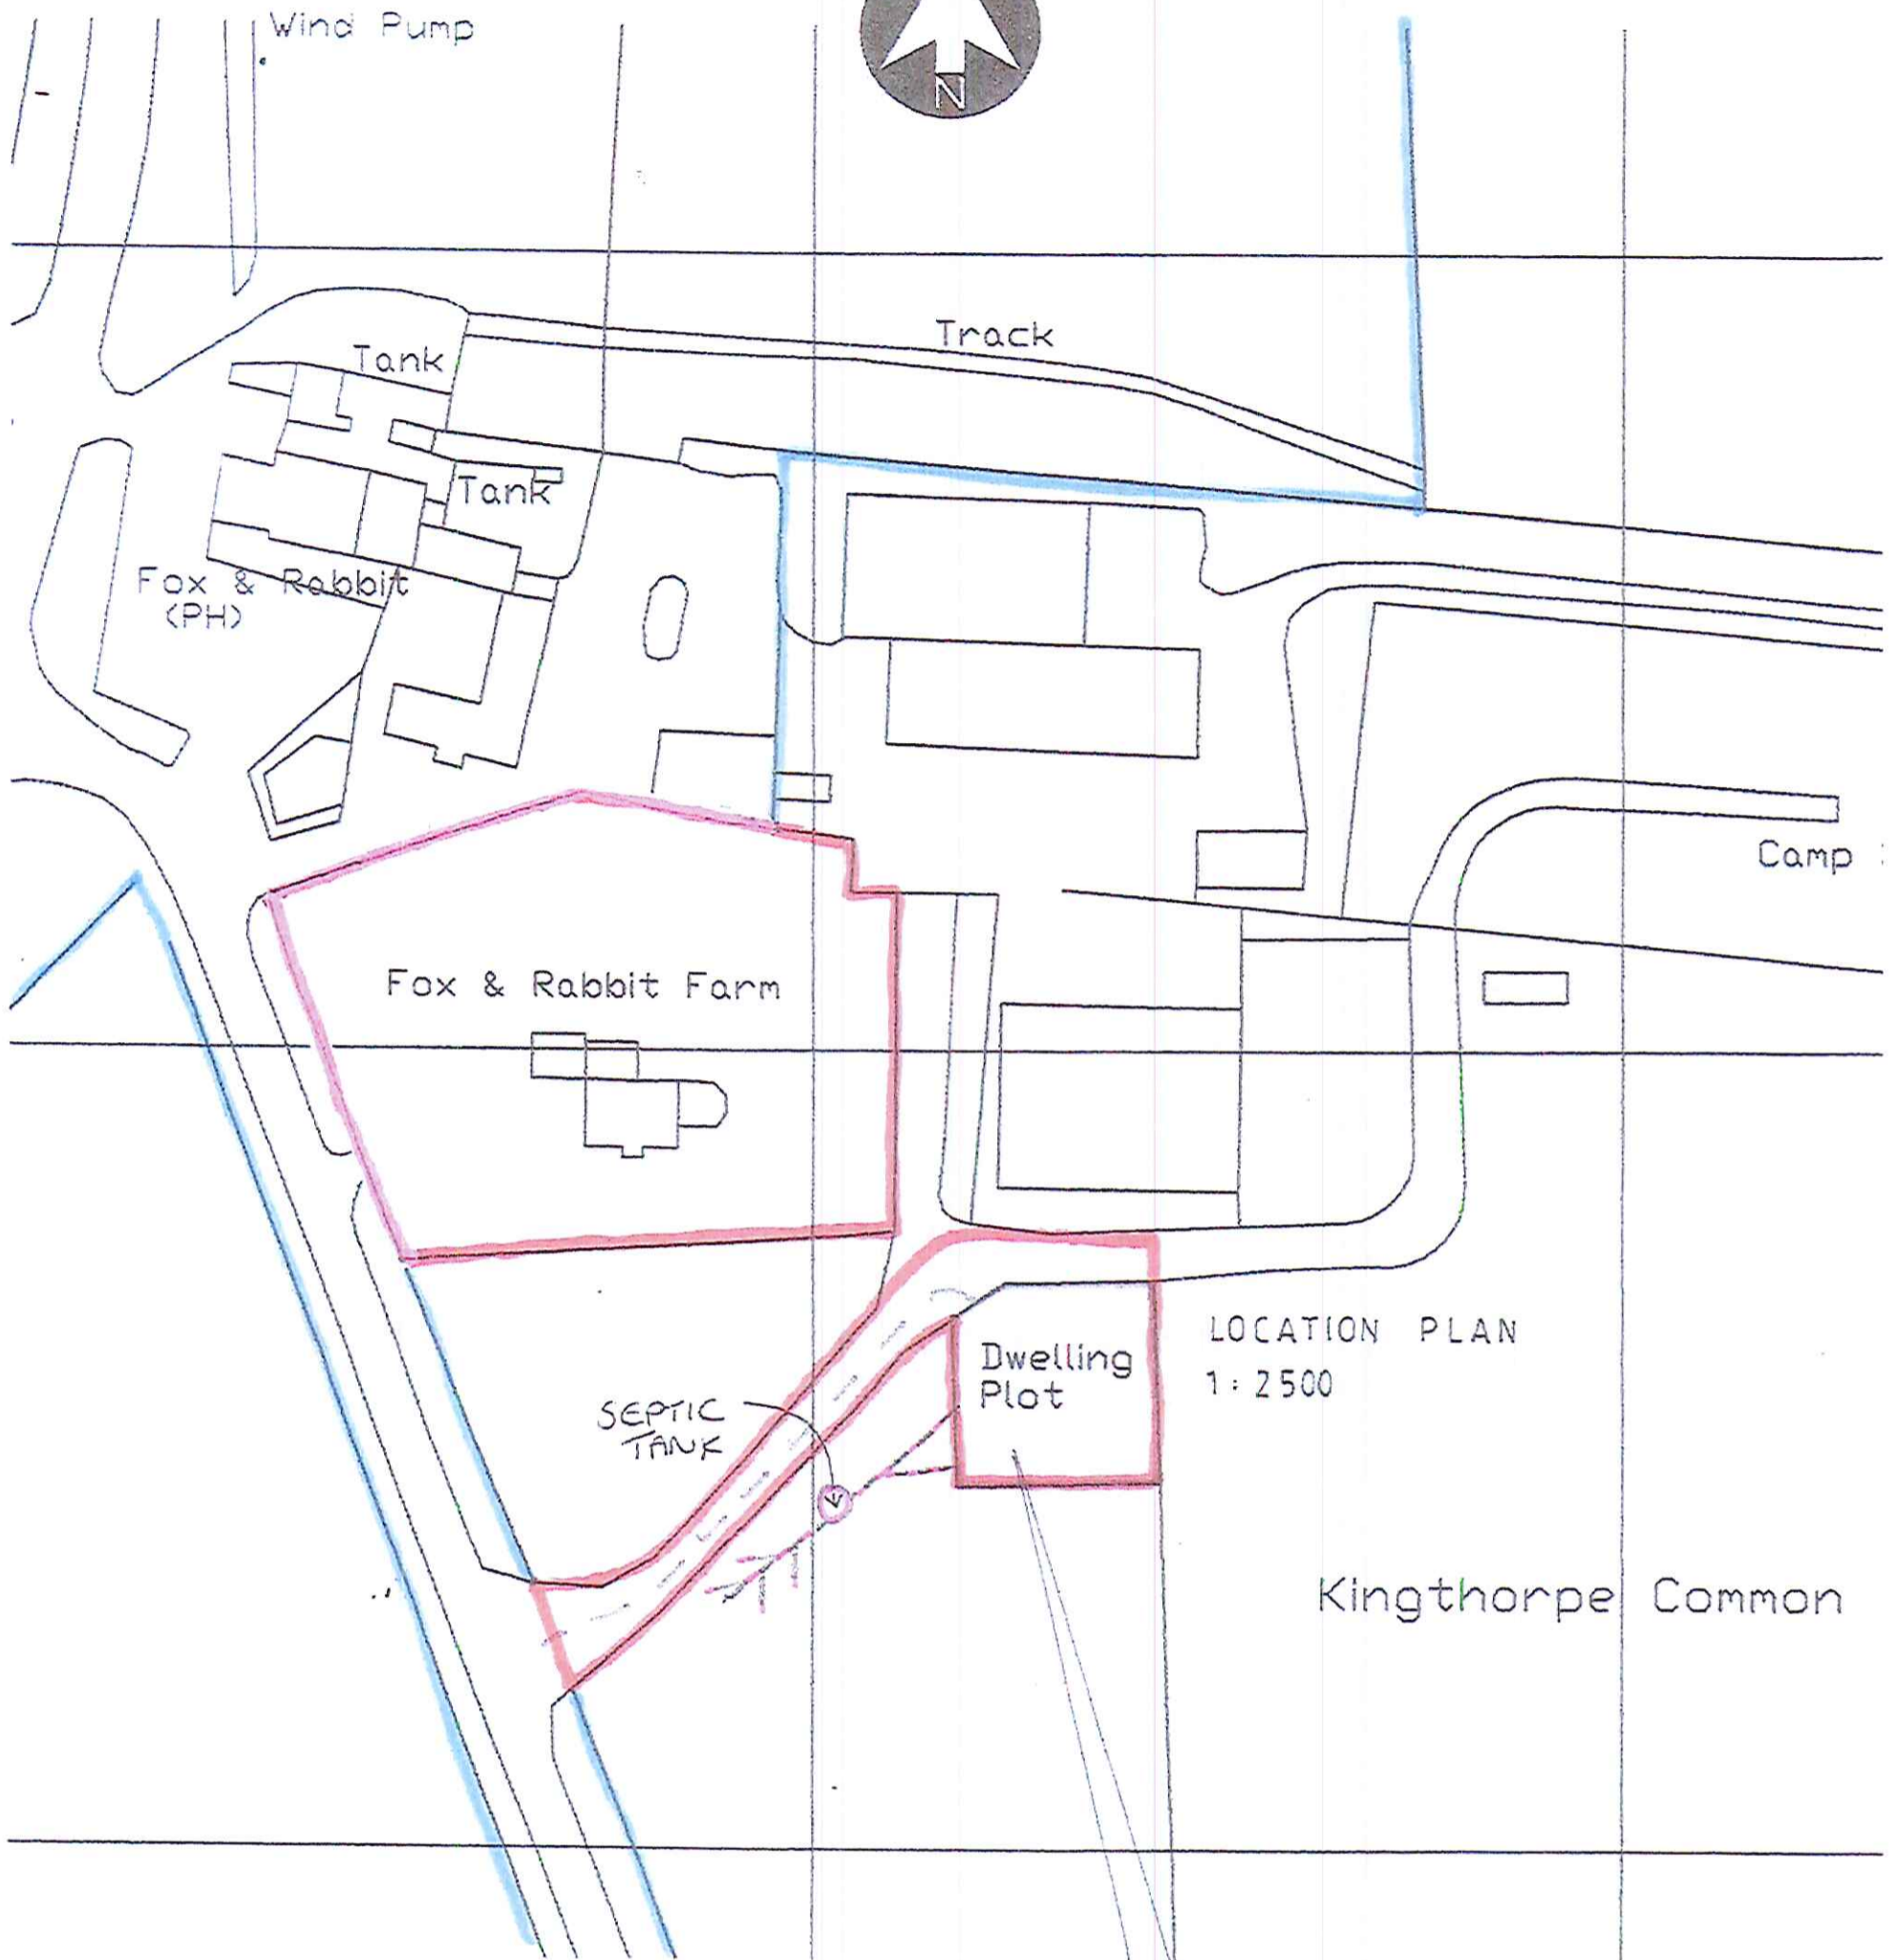 Wind Pump
N
Track
Tank
Tank
Fox & Rabbit
(PH)
Camp
Fox & Rabbit Farm
LOCATION PLAN
1:2500
Dwelling
Plot
SEPTIC
TANK
Kingthorpe Common